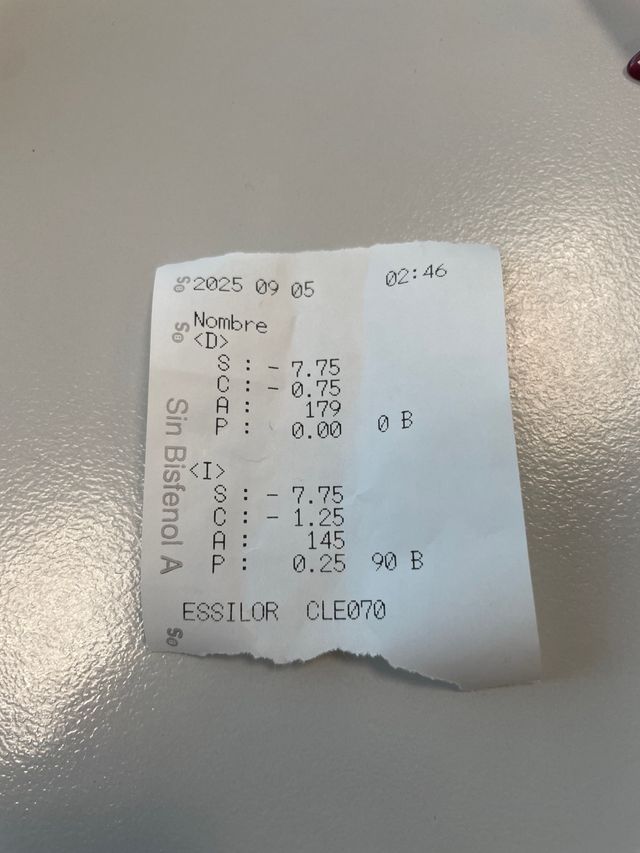 2025 09 05 02:46
Nombre
<D>
S : - 7.75
C : - 0.75
A : 179
P : 0.00 0 B
<I>
S : - 7.75
C : - 1.25
A : 145
P : 0.25 90 B
ESSILOR CLE070
Sin Bisfenol A